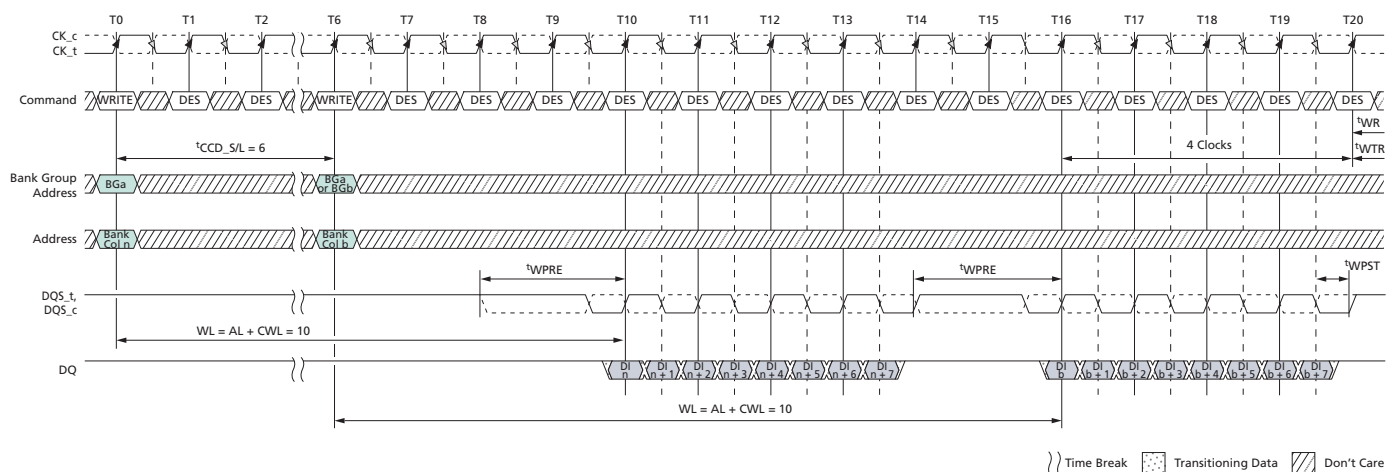 T0 T1 T2 T6 T7 T8 T9 T10 T11 T12 T13 T14 T15 T16 T17 T18 T19 T20
CK_c
CK_t
Command WRITE DES DES WRITE DES DES DES DES DES DES DES DES DES DES DES DES DES DES
tWR
tCCD_S/L = 6 4 Clocks tWTR
Bank Group
Address
BGa
BGa
or BGb
Address
Bank
Col n
Bank
Col b
tWPRE tWPRE tWPST
DQS_t,
DQS_c
WL = AL + CWL = 10
DQ
DI
n
DI
n + 1
DI
n + 2
DI
n + 3
DI
n + 4
DI
n + 5
DI
n + 6
DI
n + 7
DI
b
DI
b + 1
DI
b + 2
DI
b + 3
DI
b + 4
DI
b + 5
DI
b + 6
DI
b + 7
WL = AL + CWL = 10
Time Break Transitioning Data Don't Care